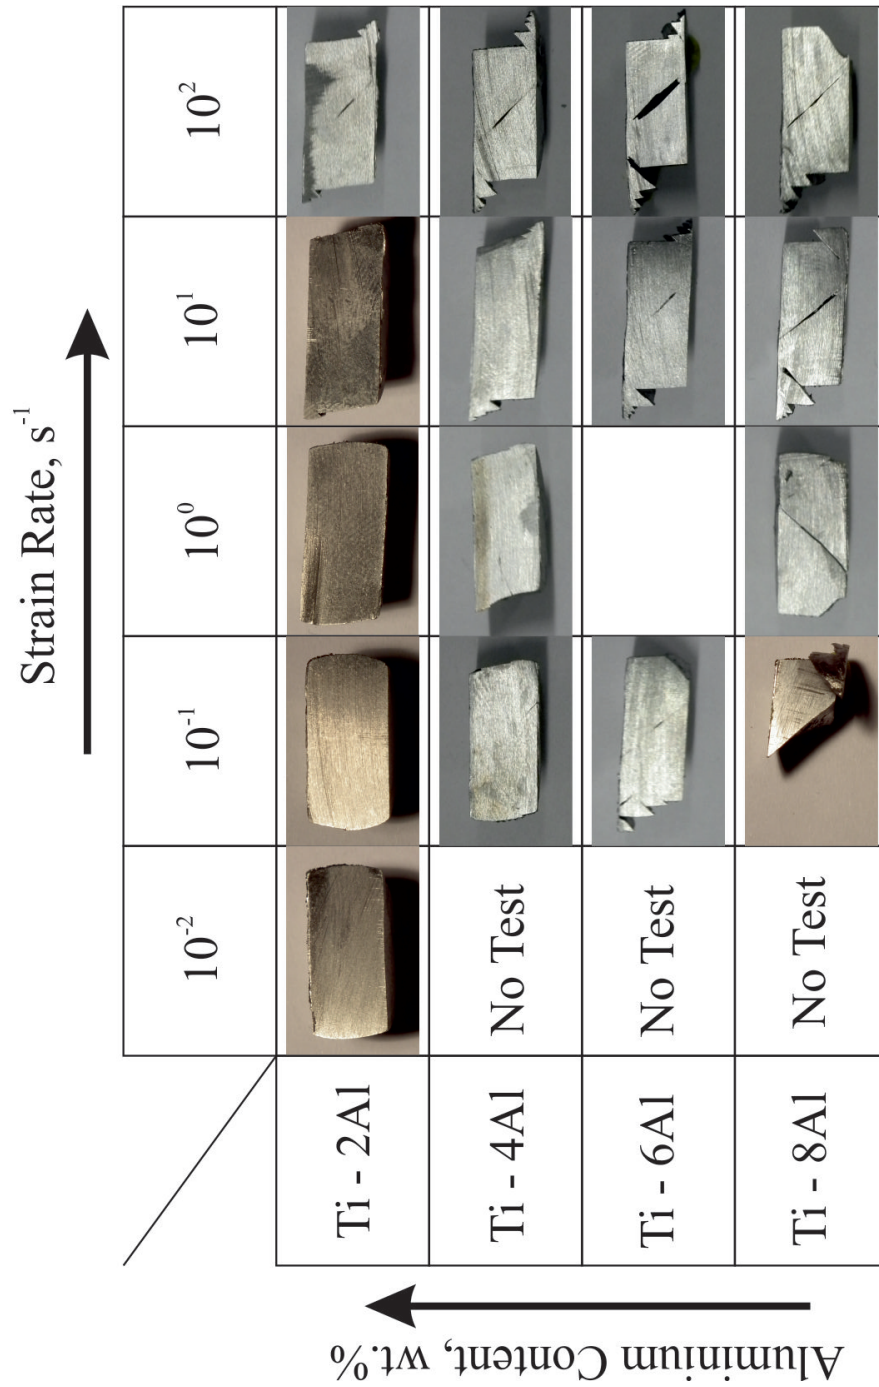 Strain Rate, s⁻¹
10⁻² 10⁻¹ 10⁰ 10¹ 10²
Ti - 2Al
Ti - 4Al No Test
Ti - 6Al No Test
Ti - 8Al No Test
Aluminium Content, wt.%